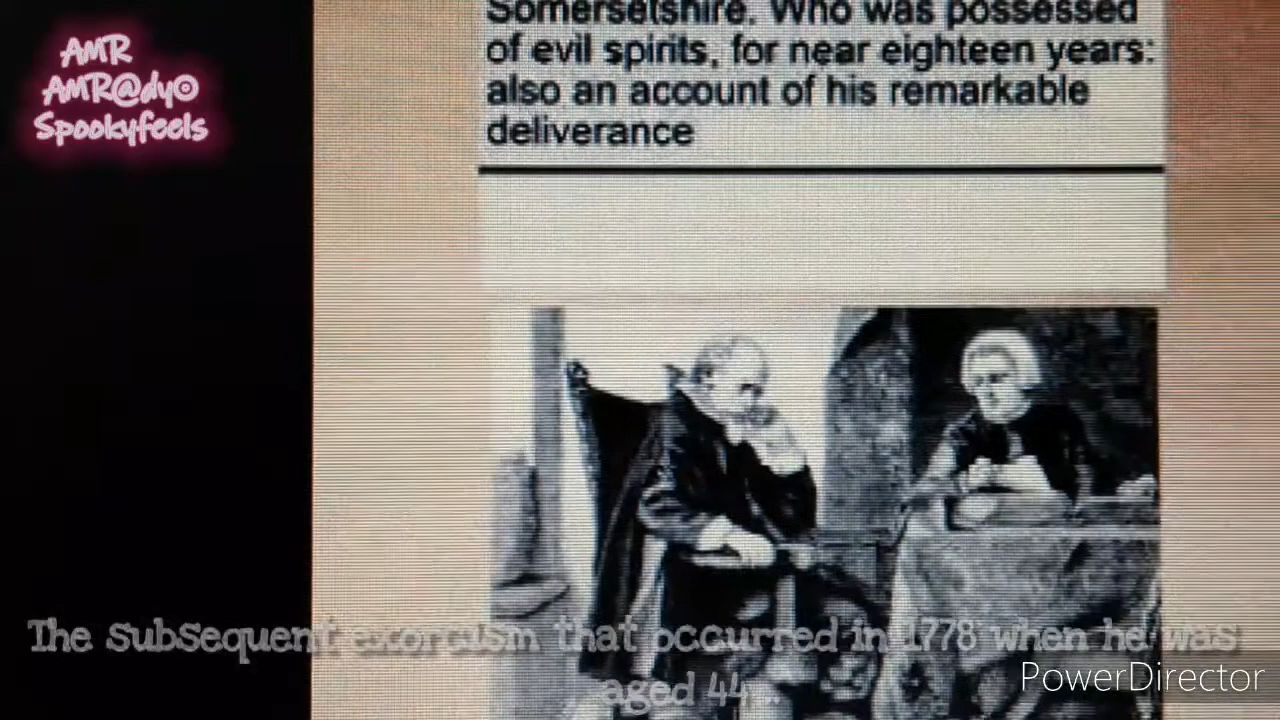 AMR
AMR@dyo
Spookyfeels
Somersetshire. Who was possessed
of evil spirits, for near eighteen years:
also an account of his remarkable
deliverance
The subsequent exorcism that occurred in 1778 when he was
aged 44...
PowerDirector